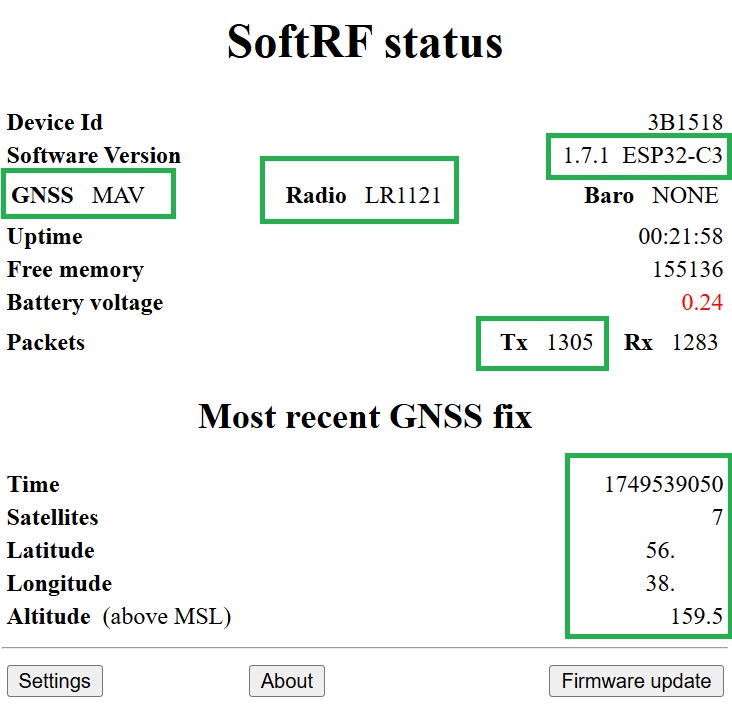 SoftRF status
Device Id 3B1518
Software Version 1.7.1 ESP32-C3
GNSS MAV Radio LR1121 Baro NONE
Uptime 00:21:58
Free memory 155136
Battery voltage 0.24
Packets Tx 1305 Rx 1283
Most recent GNSS fix
Time 1749539050
Satellites 7
Latitude 56.
Longitude 38.
Altitude (above MSL) 159.5
Settings About Firmware update